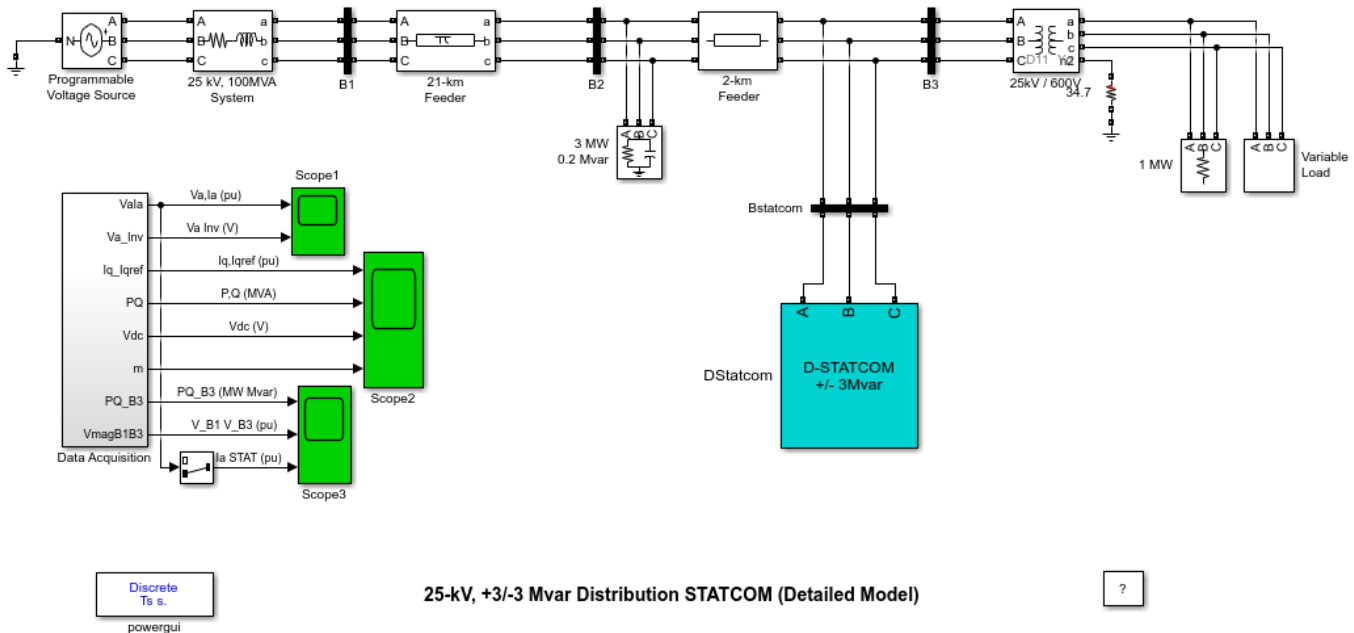 A A a A a A a
N B B b B b B b
C C c C c C c n2
Programmable
Voltage Source
25 kV, 100MVA
System
B1
21-km
Feeder
B2
2-km
Feeder
B3
D11
25kV / 600V
34.7
A B C
3 MW
0.2 Mvar
A B C
1 MW
A B C
Variable
Load
Bstatcom
A B C
DStatcom
D-STATCOM
+/- 3Mvar
VaIa
Va_Inv
Iq_Iqref
PQ
Vdc
m
PQ_B3
VmagB1B3
Data Acquisition
Va,Ia (pu)
Va Inv (V)
Iq,Iqref (pu)
P,Q (MVA)
Vdc (V)
PQ_B3 (MW Mvar)
V_B1 V_B3 (pu)
Ia STAT (pu)
Scope1
Scope2
Scope3
Discrete
Ts s.
powergui
25-kV, +3/-3 Mvar Distribution STATCOM (Detailed Model)
?